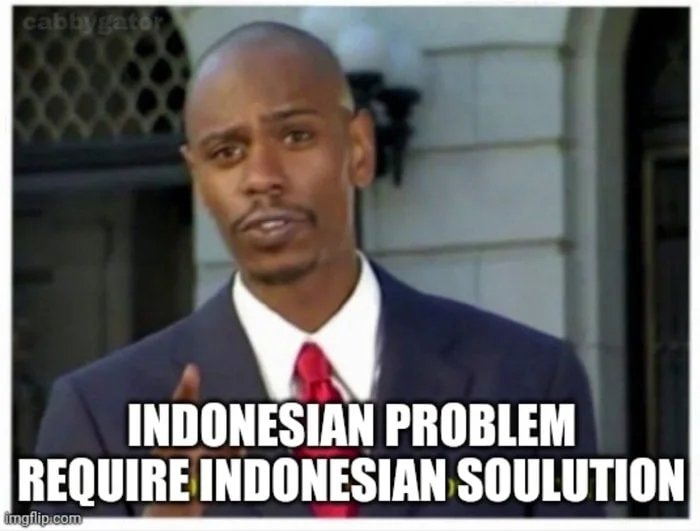 cabbygator
INDONESIAN PROBLEM
REQUIRE INDONESIAN SOULUTION
imgflip.com